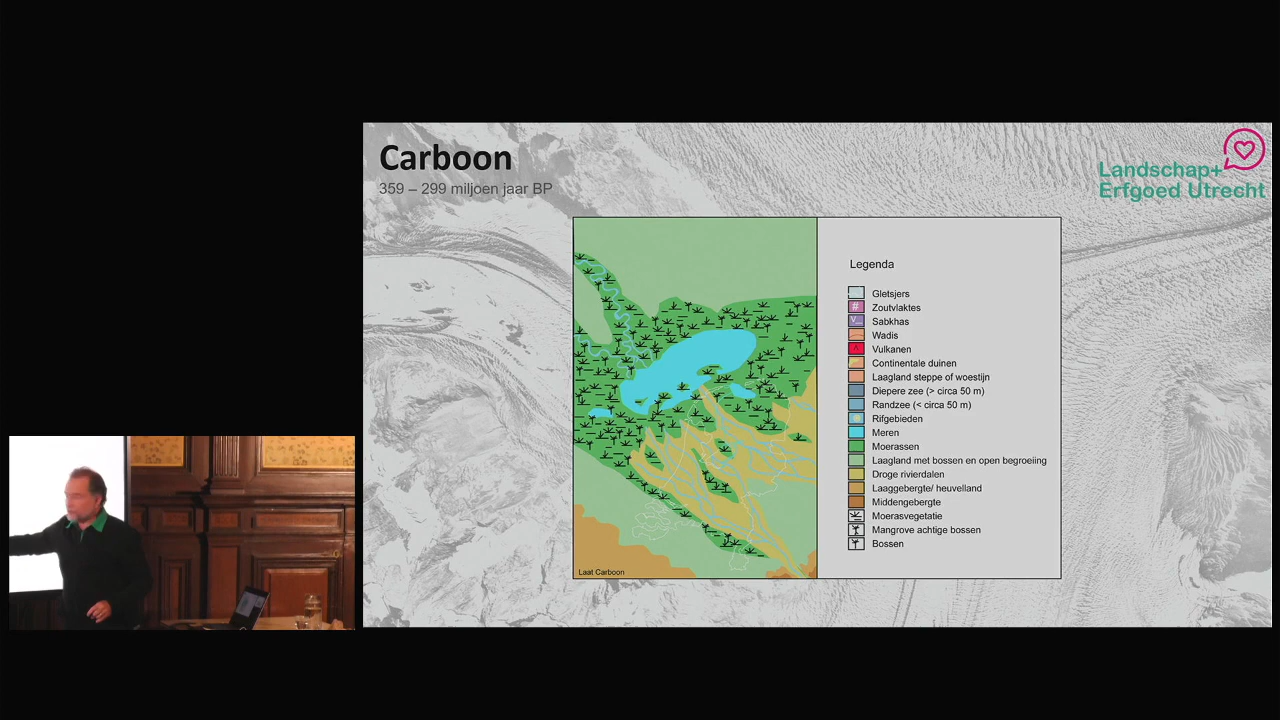 Carboon
359 – 299 miljoen jaar BP
Landschap+
Erfgoed Utrecht
Legenda
Gletsjers
Zoutvlaktes
Sabkhas
Wadis
Vulkanen
Continentale duinen
Laagland steppe of woestijn
Diepere zee (> circa 50 m)
Randzee (< circa 50 m)
Rifgebieden
Meren
Moerassen
Laagland met bossen en open begroeiing
Droge rivierdalen
Laaggebergte/ heuvelland
Middengebergte
Moerasvegetatie
Mangrove achtige bossen
Bossen
Laat Carboon